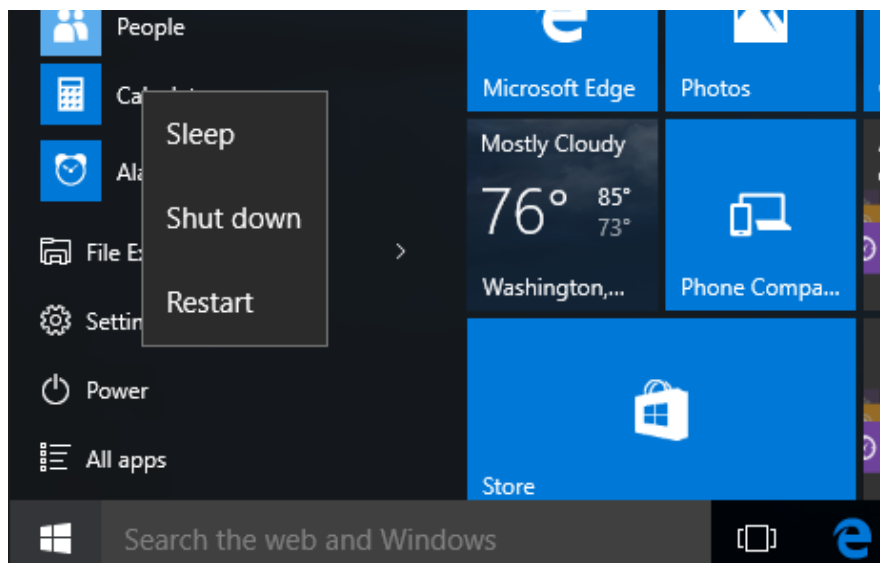 People
Sleep
Shut down
Restart
File
Power
All apps
Search the web and Windows
Microsoft Edge
Photos
Mostly Cloudy
76° 85°
73°
Washington,...
Phone Compa...
Store